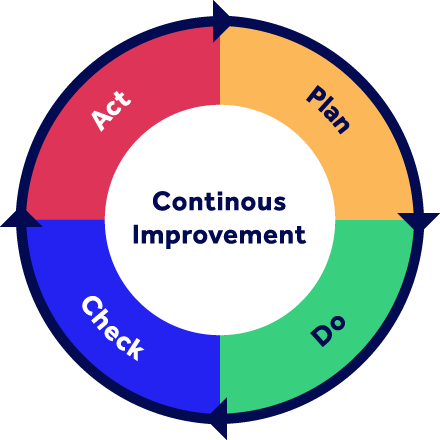 Act
Plan
Continous
Improvement
Check
Do